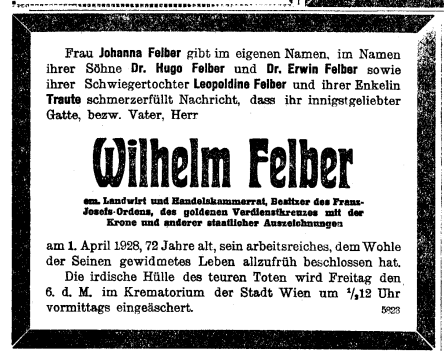 Frau Johanna Felber gibt im eigenen Namen, im Namen
ihrer Söhne Dr. Hugo Felber und Dr. Erwin Felber sowie
ihrer Schwiegertochter Leopoldine Felber und ihrer Enkelin
Traute schmerzerfüllt Nachricht, dass ihr innigstgeliebter
Gatte, bezw. Vater, Herr
Wilhelm Felber
em. Landwirt und Handelskammerrat, Besitzer des Franz-
Josefs-Ordens, des goldenen Verdienstkreuzes mit der
Krone und anderer staatlicher Auszeichnungen
am 1. April 1928, 72 Jahre alt, sein arbeitsreiches, dem Wohle
der Seinen gewidmetes Leben allzufrüh beschlossen hat.
Die irdische Hülle des teuren Toten wird Freitag den
6. d. M. im Krematorium der Stadt Wien um ½12 Uhr
vormittags eingeäschert. 5923